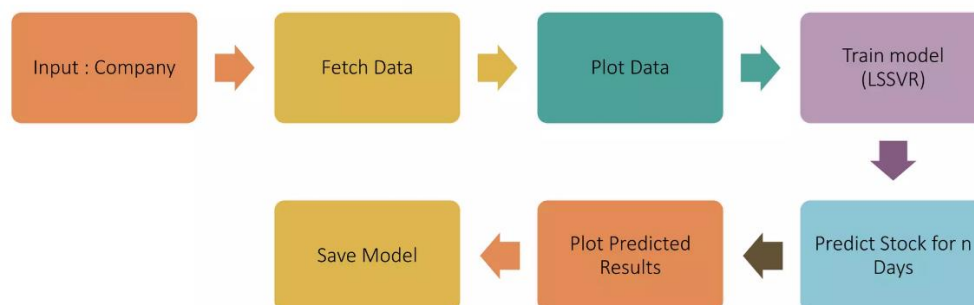 Input : Company
Fetch Data
Plot Data
Train model
(LSSVR)
Save Model
Plot Predicted
Results
Predict Stock for n
Days